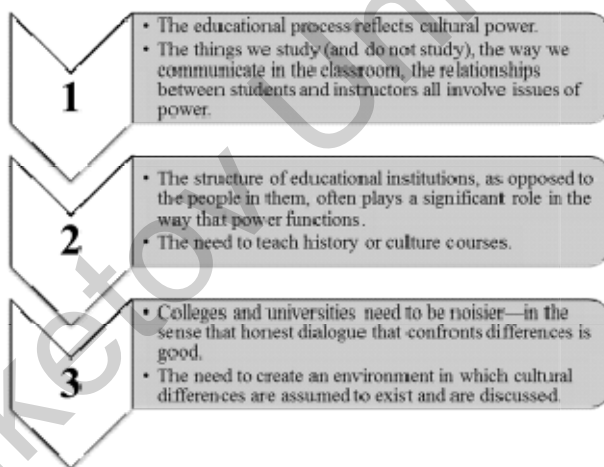 • The educational process reflects cultural power.
• The things we study (and do not study), the way we
communicate in the classroom, the relationships
between students and instructors all involve issues of
power.
1
• The structure of educational institutions, as opposed to
the people in them, often plays a significant role in the
way that power functions.
• The need to teach history or culture courses.
2
• Colleges and universities need to be noisier—in the
sense that honest dialogue that confronts differences is
good.
• The need to create an environment in which cultural
differences are assumed to exist and are discussed.
3